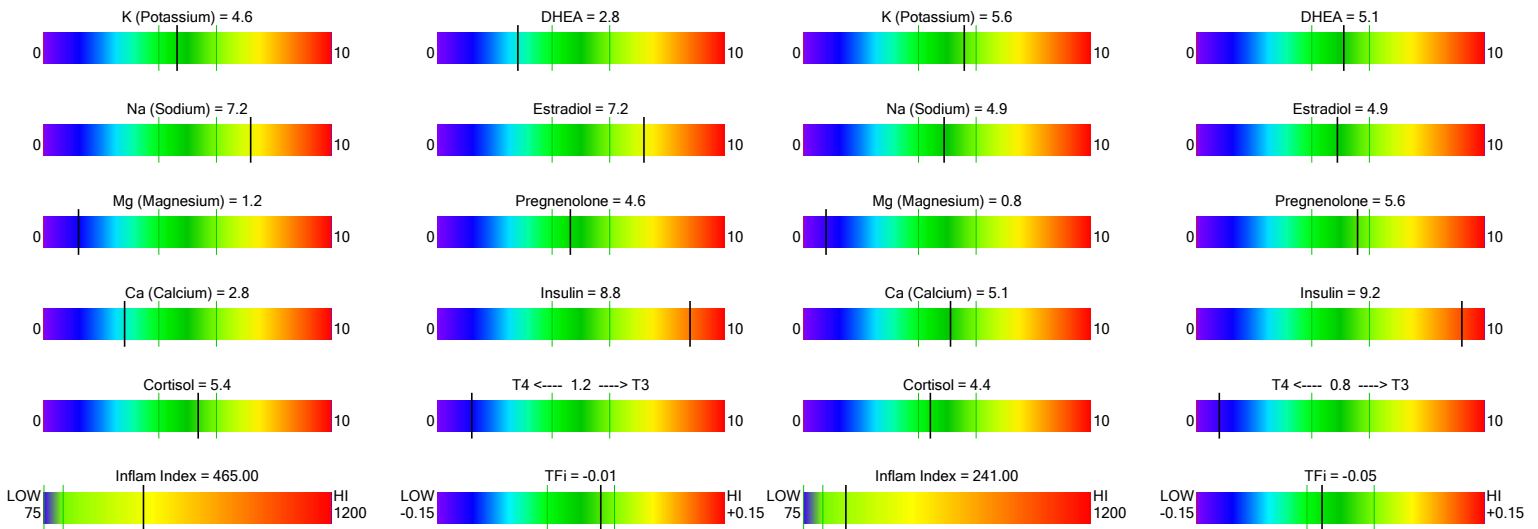 K (Potassium) = 4.6 DHEA = 2.8 K (Potassium) = 5.6 DHEA = 5.1
0 10 0 10 0 10 0 10
Na (Sodium) = 7.2 Estradiol = 7.2 Na (Sodium) = 4.9 Estradiol = 4.9
0 10 0 10 0 10 0 10
Mg (Magnesium) = 1.2 Pregnenolone = 4.6 Mg (Magnesium) = 0.8 Pregnenolone = 5.6
0 10 0 10 0 10 0 10
Ca (Calcium) = 2.8 Insulin = 8.8 Ca (Calcium) = 5.1 Insulin = 9.2
0 10 0 10 0 10 0 10
Cortisol = 5.4 T4 <---- 1.2 ----> T3 Cortisol = 4.4 T4 <---- 0.8 ----> T3
0 10 0 10 0 10 0 10
Inflam Index = 465.00 TFi = -0.01 Inflam Index = 241.00 TFi = -0.05
LOW HI LOW HI LOW HI LOW HI
75 1200 -0.15 +0.15 75 1200 -0.15 +0.15